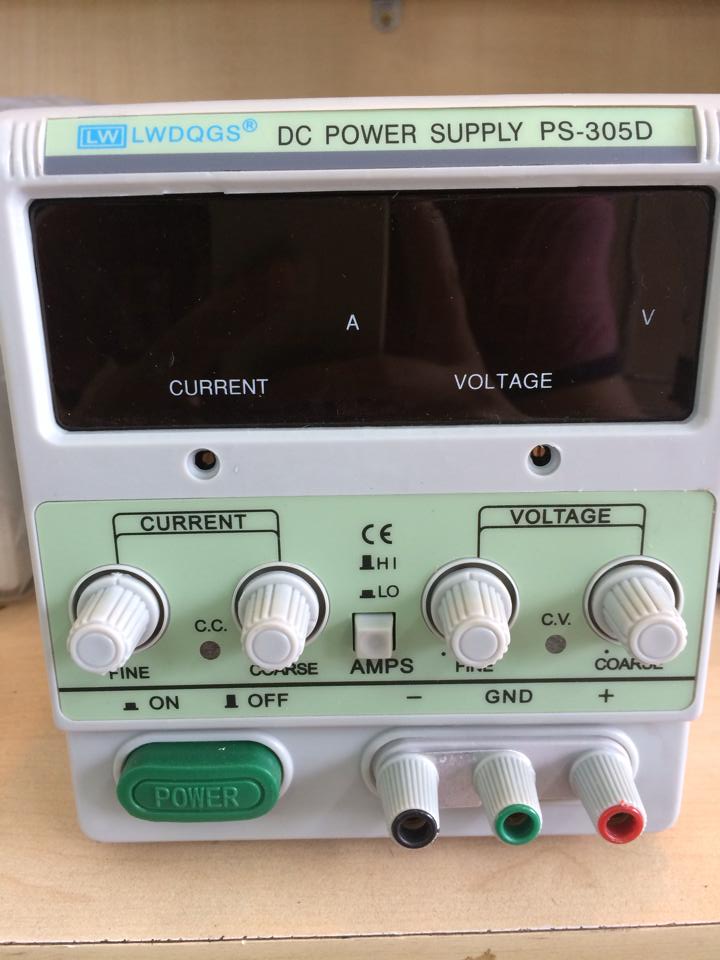 LW LWDQGS® DC POWER SUPPLY PS-305D
A
V
CURRENT
VOLTAGE
CURRENT
VOLTAGE
CE
HI
LO
C.C.
C.V.
FINE
COARSE
AMPS
FINE
COARSE
ON
OFF
−
GND
+
POWER